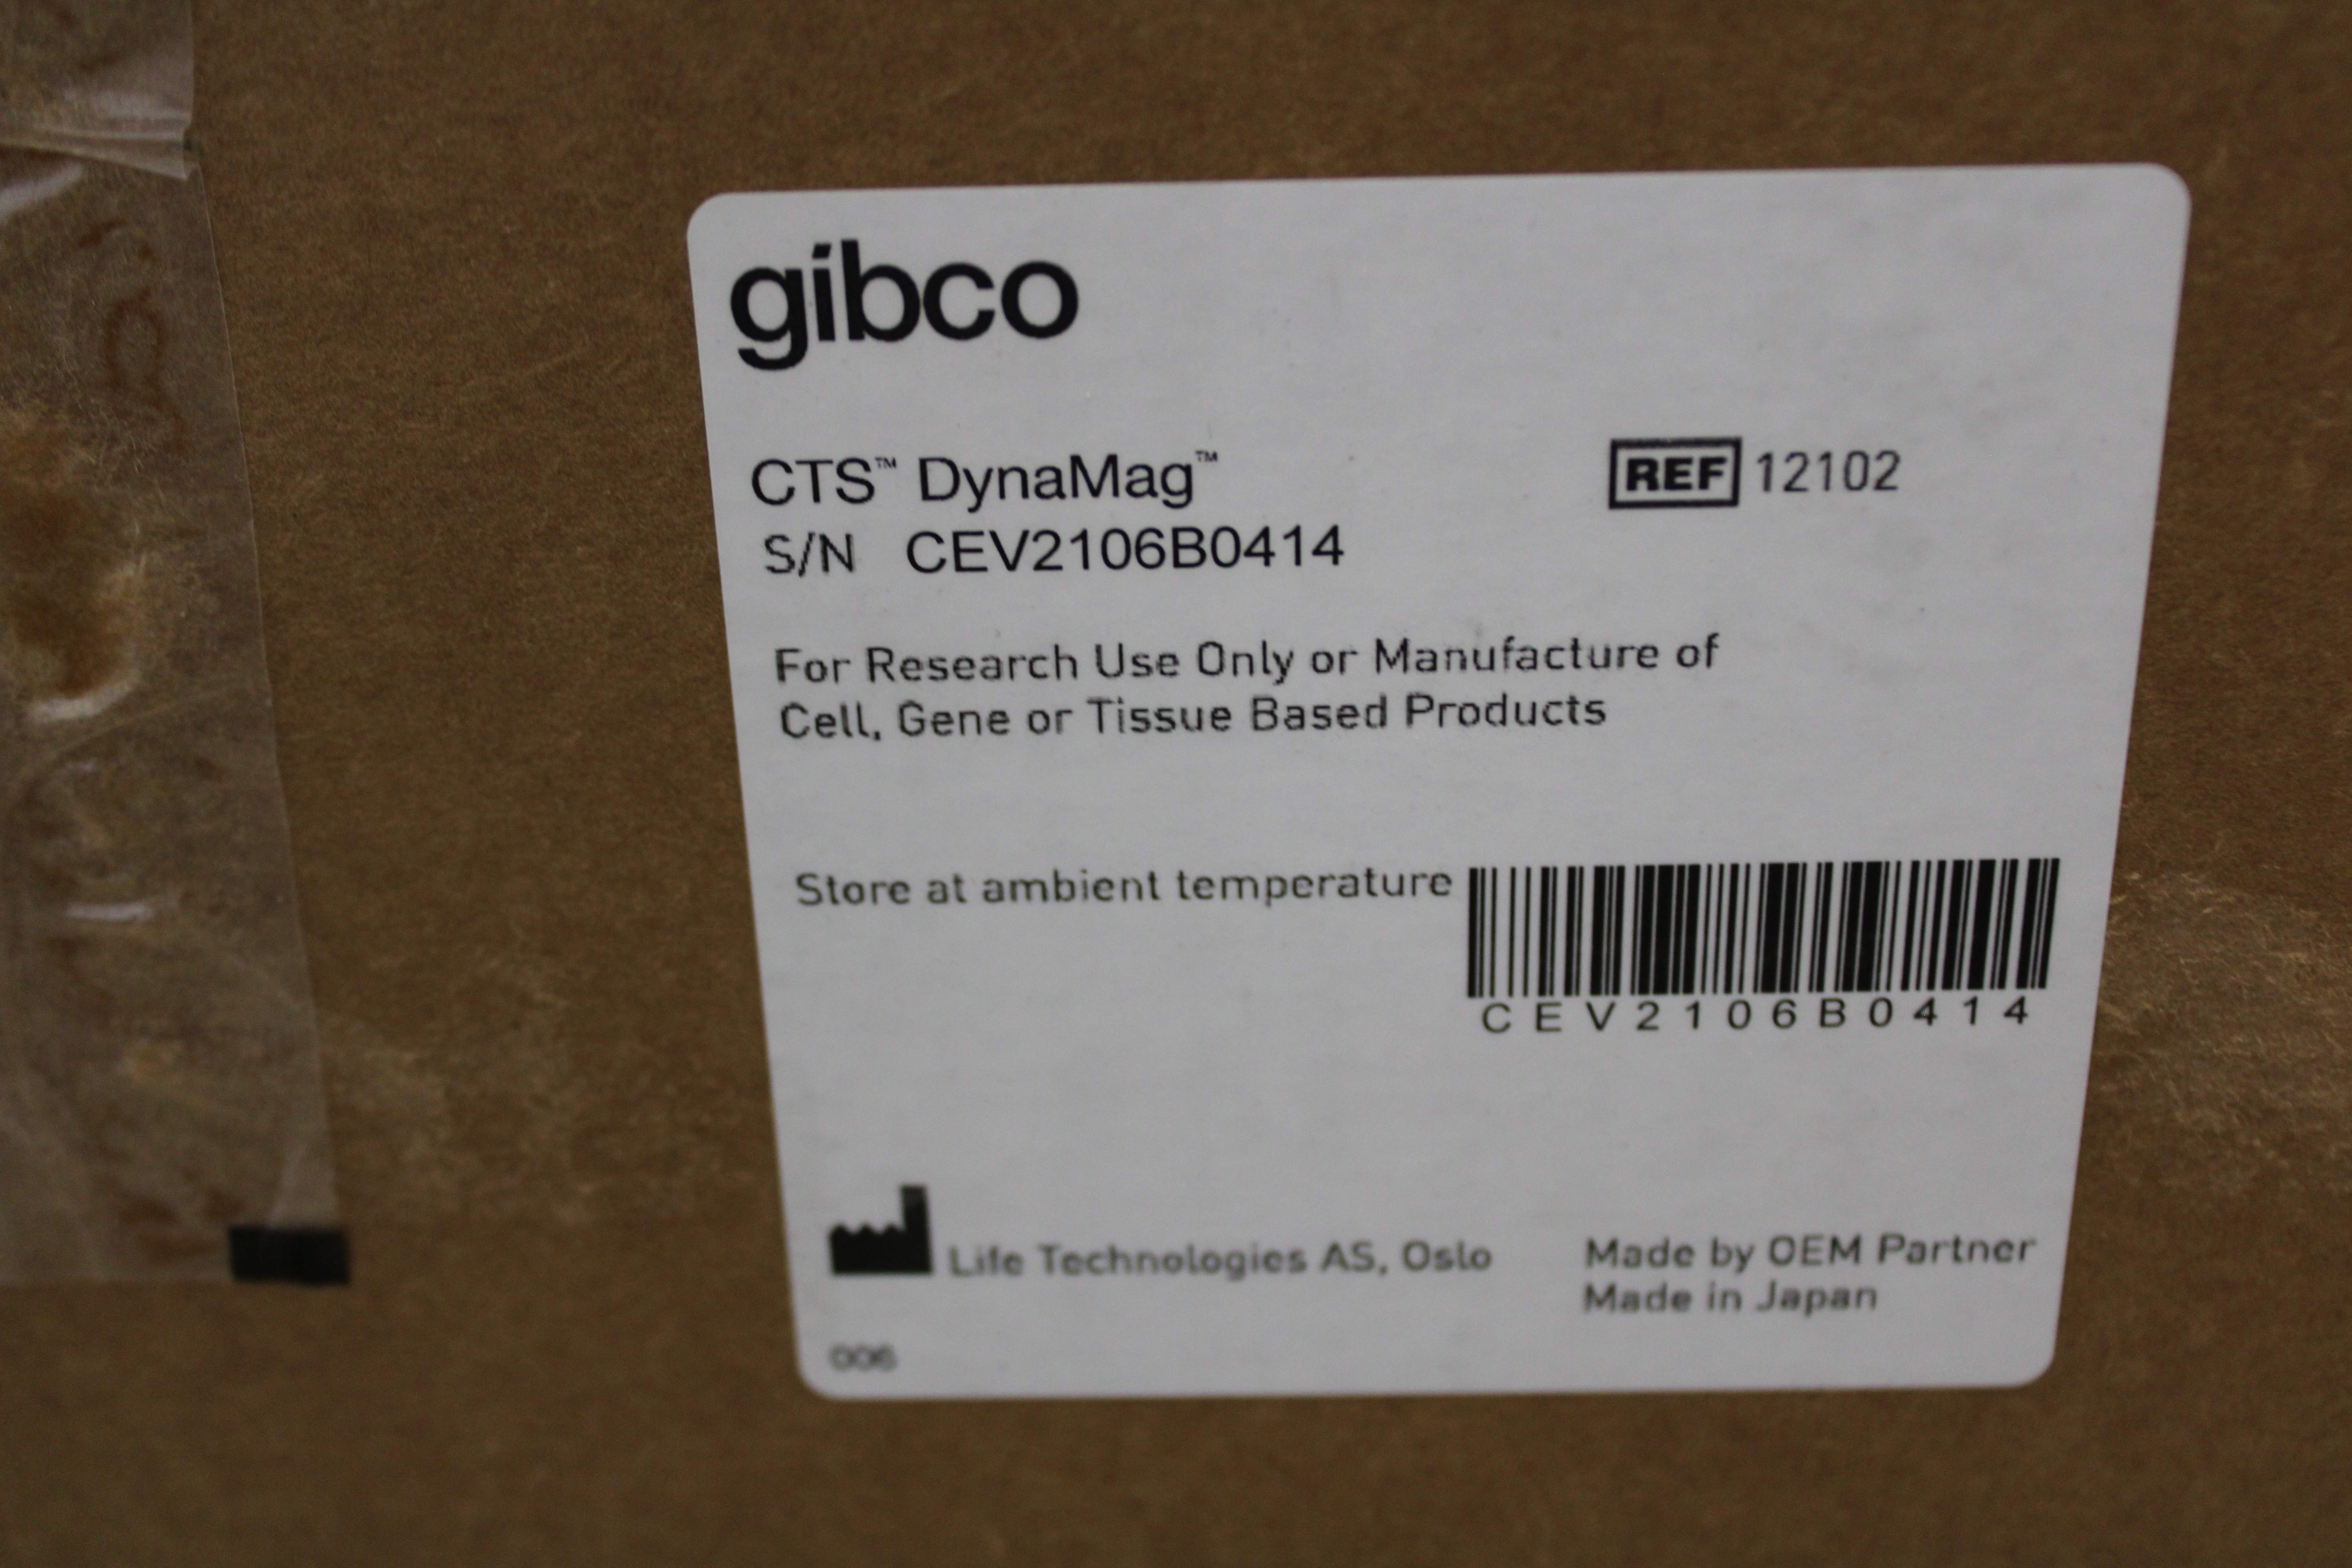 gibco
CTS™ DynaMag™
REF 12102
S/N CEV2106B0414
For Research Use Only or Manufacture of
Cell, Gene or Tissue Based Products
Store at ambient temperature
CEV2106B0414
Life Technologies AS, Oslo
Made by OEM Partner
Made in Japan
006